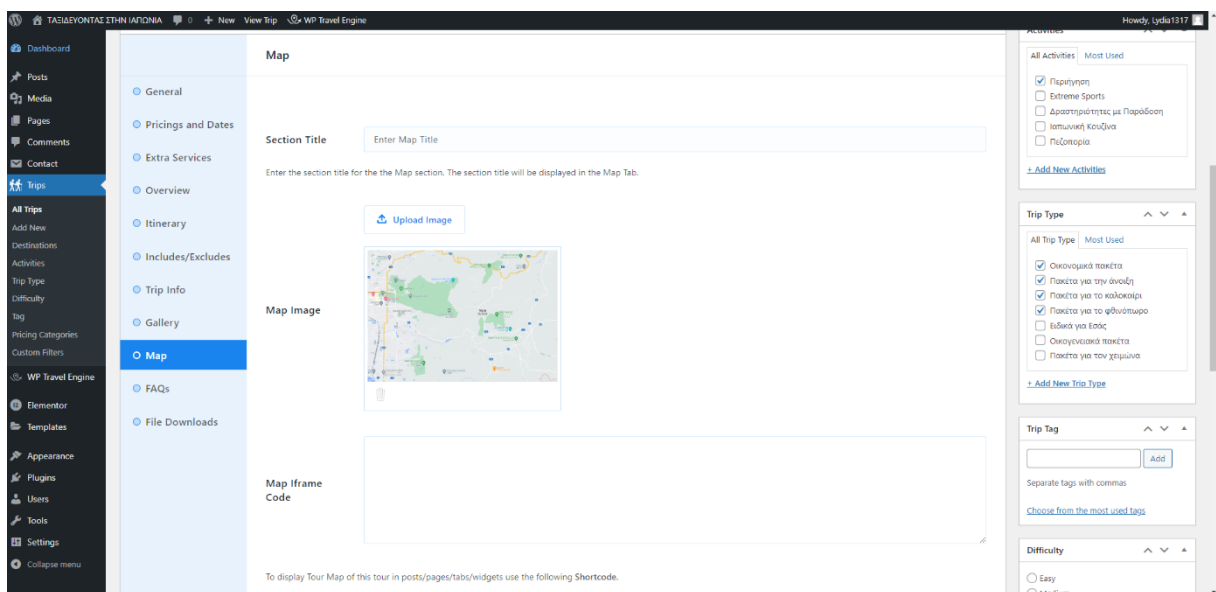 ΤΑΞΙΔΕΥΟΝΤΑΣ ΣΤΗΝ ΙΑΠΩΝΙΑ 0 + New View Trip WP Travel Engine Howdy, Lydia1317
Dashboard
Posts
Media
Pages
Comments
Contact
Trips
All Trips
Add New
Destinations
Activities
Trip Type
Difficulty
Tag
Pricing Categories
Custom Filters
WP Travel Engine
Elementor
Templates
Appearance
Plugins
Users
Tools
Settings
Collapse menu
General
Pricings and Dates
Extra Services
Overview
Itinerary
Includes/Excludes
Trip Info
Gallery
Map
FAQs
File Downloads
Map
Section Title Enter Map Title
Enter the section title for the the Map section. The section title will be displayed in the Map Tab.
Upload Image
Map Image
Map Iframe
Code
To display Tour Map of this tour in posts/pages/tabs/widgets use the following Shortcode.
Activities
All Activities Most Used
Περιήγηση
Extreme Sports
Δραστηριότητες με Παράδοση
Ιαπωνική Κουζίνα
Πεζοπορία
+ Add New Activities
Trip Type
All Trip Type Most Used
Οικονομικά πακέτα
Πακέτα για την άνοιξη
Πακέτα για το καλοκαίρι
Πακέτα για το φθινόπωρο
Ειδικά για Εσάς
Οικογενειακά πακέτα
Πακέτα για τον χειμώνα
+ Add New Trip Type
Trip Tag
Add
Separate tags with commas
Choose from the most used tags
Difficulty
Easy